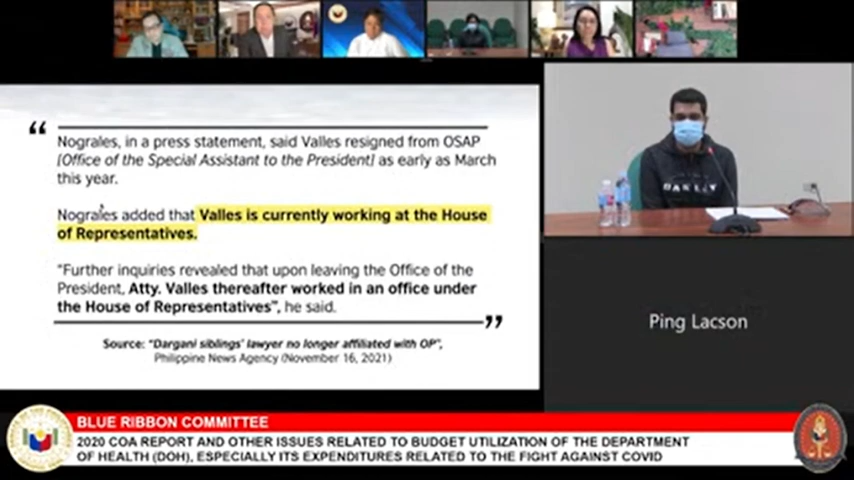 “
Nograles, in a press statement, said Valles resigned from OSAP
[Office of the Special Assistant to the President] as early as March
this year.
Nograles added that Valles is currently working at the House
of Representatives.
“Further inquiries revealed that upon leaving the Office of the
President, Atty. Valles thereafter worked in an office under
the House of Representatives”, he said.
”
Source: “Dargani siblings’ lawyer no longer affiliated with OP”,
Philippine News Agency (November 16, 2021)
OAKLEY
Ping Lacson
BLUE RIBBON COMMITTEE
2020 COA REPORT AND OTHER ISSUES RELATED TO BUDGET UTILIZATION OF THE DEPARTMENT
OF HEALTH (DOH), ESPECIALLY ITS EXPENDITURES RELATED TO THE FIGHT AGAINST COVID